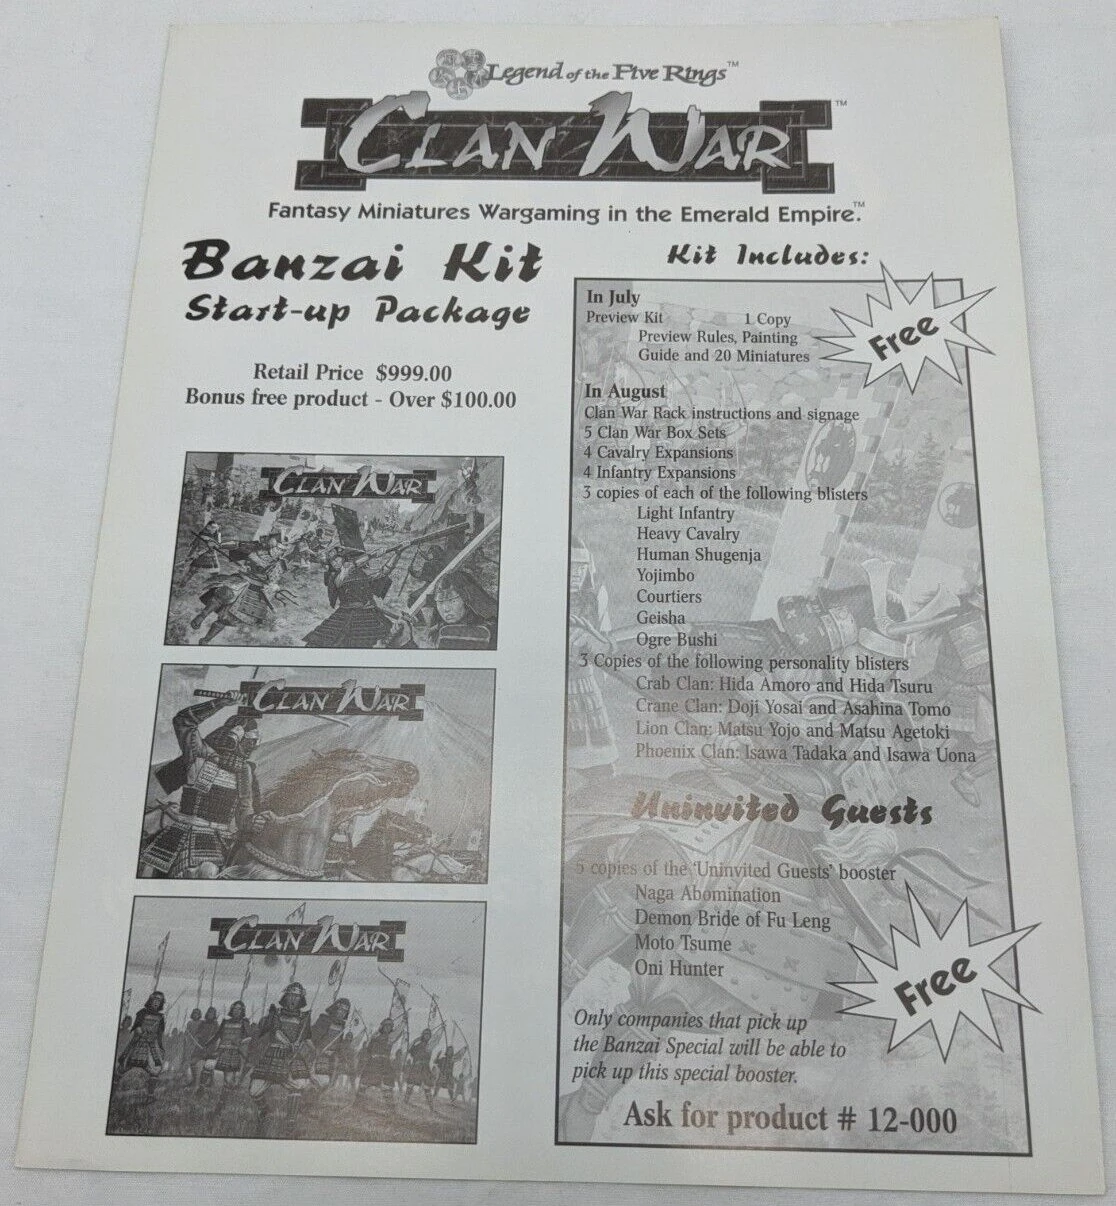 Legend of the Five Rings™
CLAN WAR™
Fantasy Miniatures Wargaming in the Emerald Empire.™
Banzai Kit
Start-up Package
Retail Price $999.00
Bonus free product - Over $100.00
CLAN WAR
CLAN WAR
CLAN WAR
Kit Includes:
In July
Preview Kit 1 Copy
Preview Rules, Painting
Guide and 20 Miniatures
Free
In August
Clan War Rack instructions and signage
5 Clan War Box Sets
4 Cavalry Expansions
4 Infantry Expansions
3 copies of each of the following blisters
Light Infantry
Heavy Cavalry
Human Shugenja
Yojimbo
Courtiers
Geisha
Ogre Bushi
3 Copies of the following personality blisters
Crab Clan: Hida Amoro and Hida Tsuru
Crane Clan: Doji Yosai and Asahina Tomo
Lion Clan: Matsu Yojo and Matsu Agetoki
Phoenix Clan: Isawa Tadaka and Isawa Uona
Uninvited Guests
5 copies of the 'Uninvited Guests' booster
Naga Abomination
Demon Bride of Fu Leng
Moto Tsume
Oni Hunter
Free
Only companies that pick up
the Banzai Special will be able to
pick up this special booster.
Ask for product # 12-000